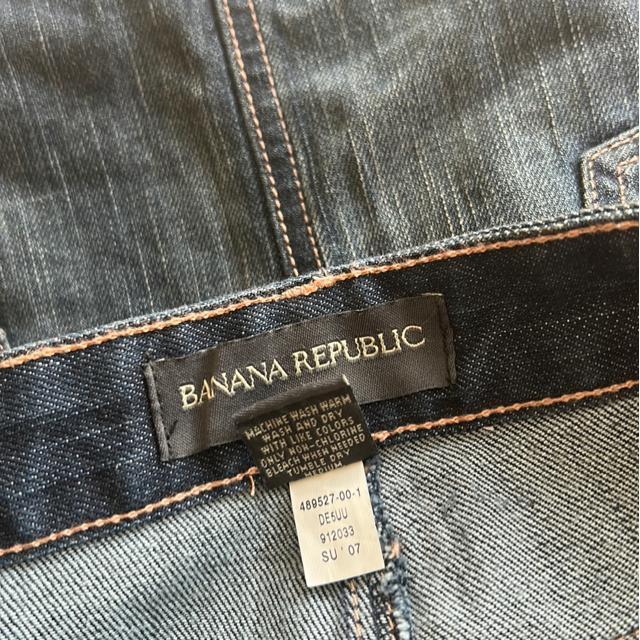 BANANA REPUBLIC
MACHINE WASH WARM
WASH AND DRY
WITH LIKE COLORS
ONLY NON-CHLORINE
BLEACH WHEN NEEDED
TUMBLE DRY
MEDIUM
489527-00-1
DE6UU
912033
SU '07